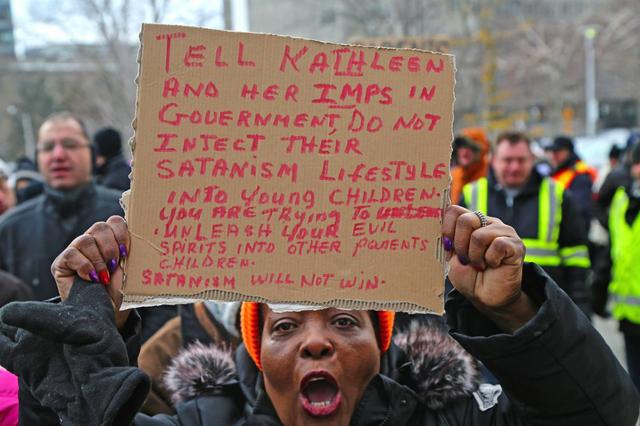 TELL KATHLEEN
AND HER IMPS IN
GOVERNMENT, DO NOT
INJECT THEIR
SATANISM LIFESTYLE
INTO YOUNG CHILDREN.
YOU ARE TRYING TO
UNLEASH YOUR EVIL
SPIRITS INTO OTHER PARENTS
CHILDREN.
SATANISM WILL NOT WIN.